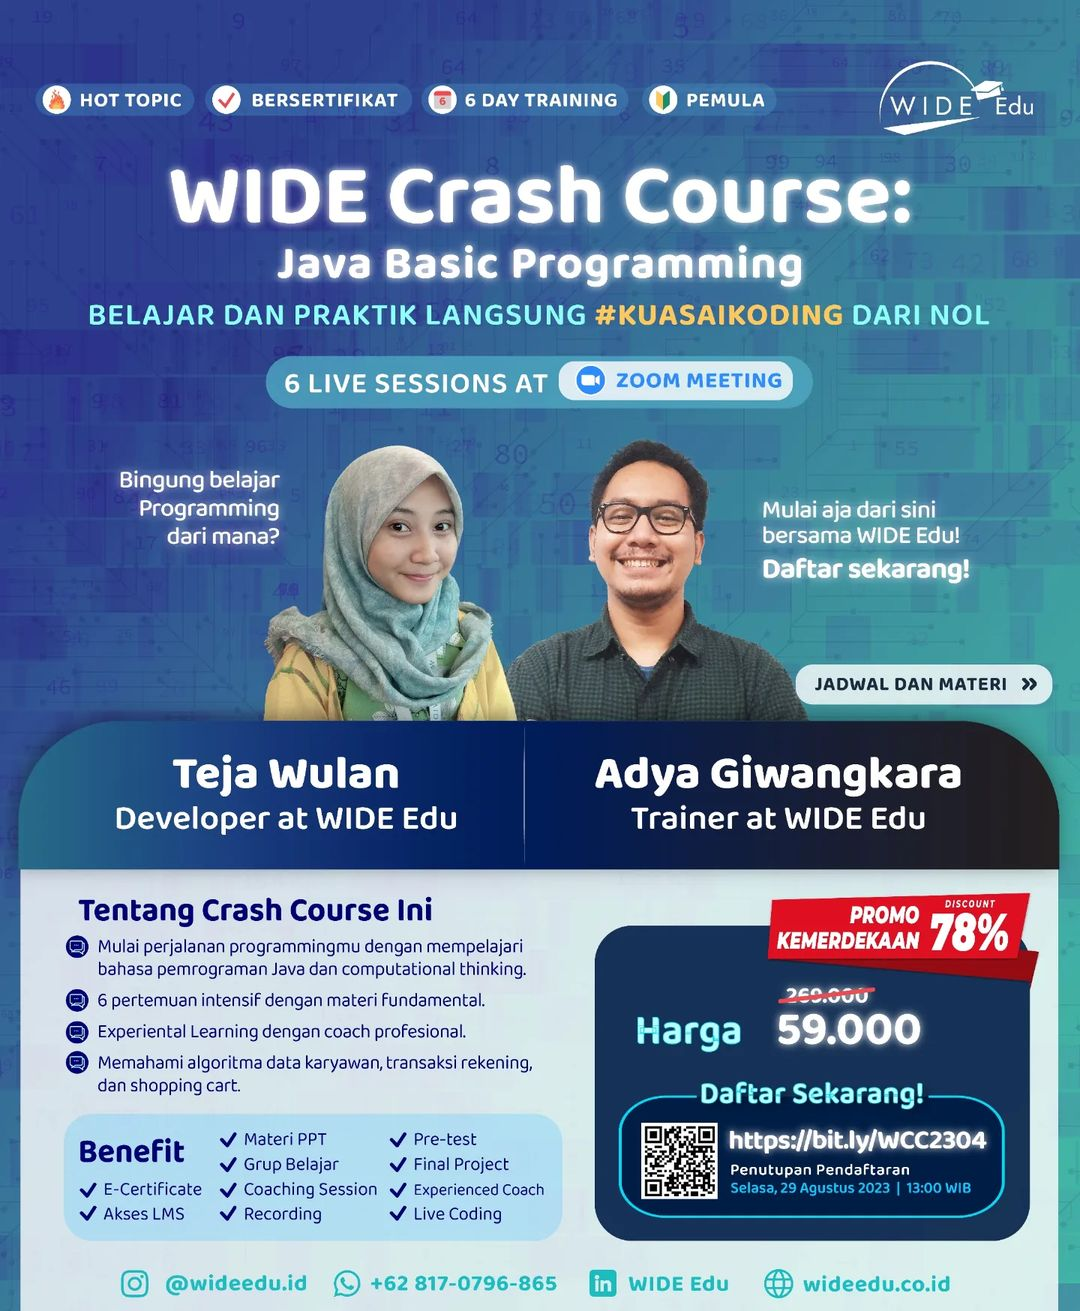 HOT TOPIC
BERSERTIFIKAT
6
6 DAY TRAINING
PEMULA
WIDE Edu
WIDE Crash Course:
Java Basic Programming
BELAJAR DAN PRAKTIK LANGSUNG #KUASAIKODING DARI NOL
6 LIVE SESSIONS AT ZOOM MEETING
Bingung belajar
Programming
dari mana?
Mulai aja dari sini
bersama WIDE Edu!
Daftar sekarang!
JADWAL DAN MATERI »
Teja Wulan
Developer at WIDE Edu
Adya Giwangkara
Trainer at WIDE Edu
Tentang Crash Course Ini
Mulai perjalanan programmingmu dengan mempelajari
bahasa pemrograman Java dan computational thinking.
6 pertemuan intensif dengan materi fundamental.
Experiental Learning dengan coach profesional.
Memahami algoritma data karyawan, transaksi rekening,
dan shopping cart.
Benefit
E-Certificate
Akses LMS
Materi PPT
Grup Belajar
Coaching Session
Recording
Pre-test
Final Project
Experienced Coach
Live Coding
PROMO
KEMERDEKAAN
DISCOUNT
78%
269.000
Harga 59.000
Daftar Sekarang!
https://bit.ly/WCC2304
Penutupan Pendaftaran
Selasa, 29 Agustus 2023 | 13:00 WIB
@wideedu.id
+62 817-0796-865
in WIDE Edu
wideedu.co.id